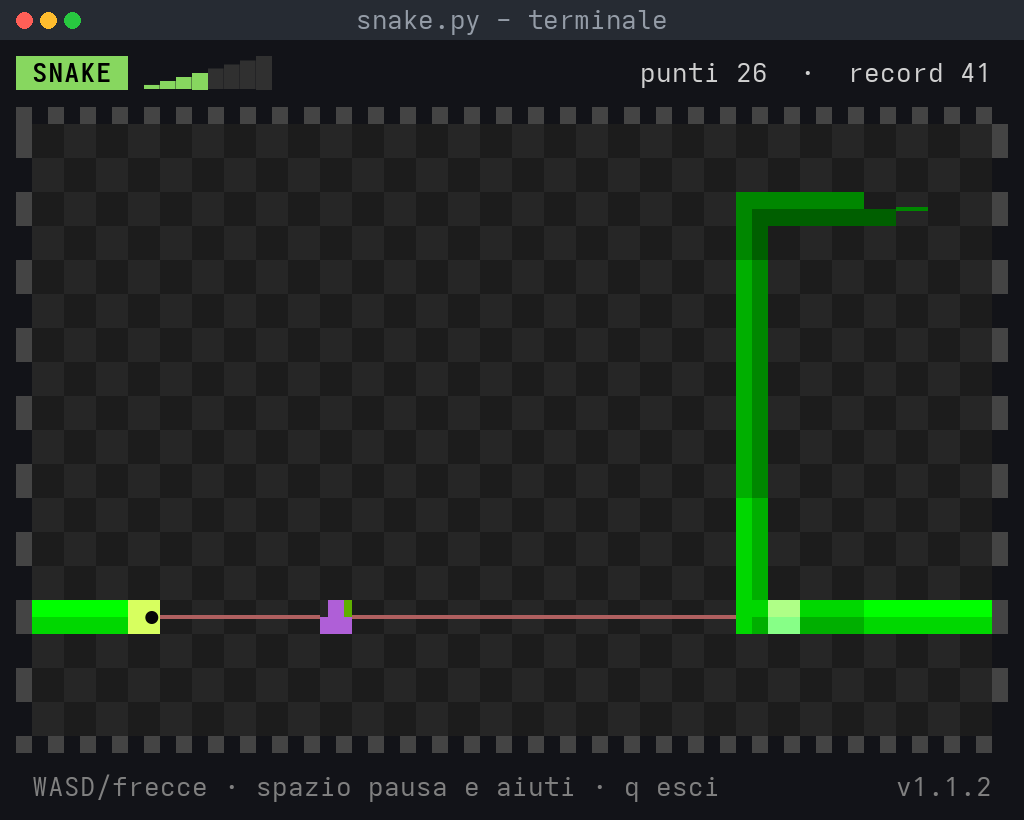 snake.py – terminale
SNAKE punti 26 · record 41
WASD/frecce · spazio pausa e aiuti · q esci v1.1.2